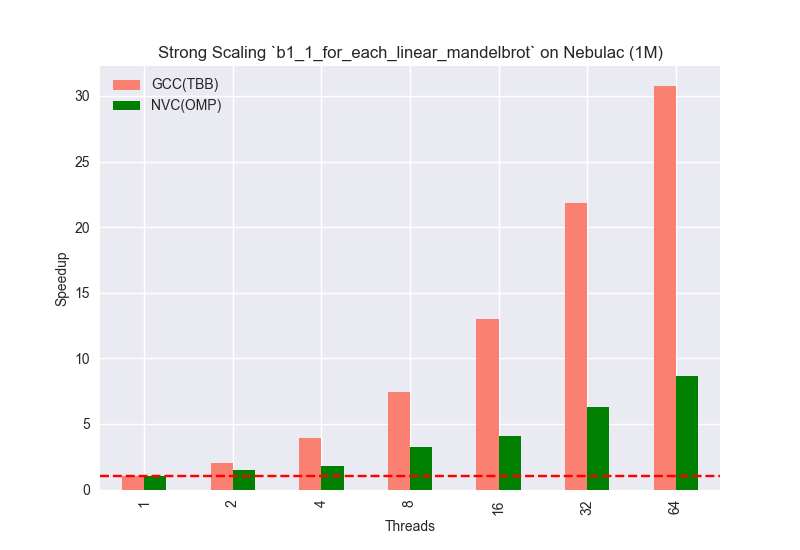 Strong Scaling `b1_1_for_each_linear_mandelbrot` on Nebulac (1M)
GCC(TBB)
NVC(OMP)
30
25
20
15
10
5
0
Speedup
1
2
4
8
16
32
64
Threads